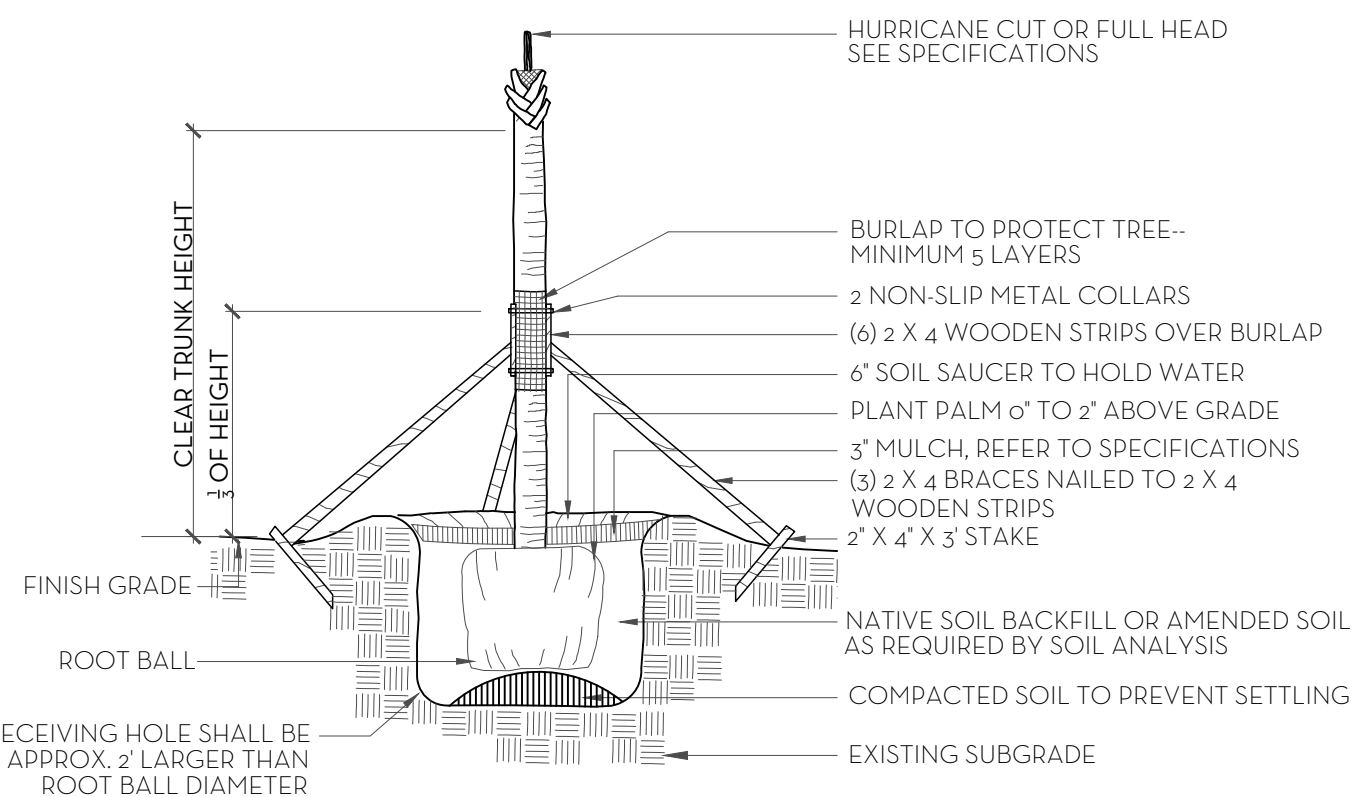 HURRICANE CUT OR FULL HEAD
SEE SPECIFICATIONS
CLEAR TRUNK HEIGHT
1/3 OF HEIGHT
BURLAP TO PROTECT TREE--
MINIMUM 5 LAYERS
2 NON-SLIP METAL COLLARS
(6) 2 X 4 WOODEN STRIPS OVER BURLAP
6" SOIL SAUCER TO HOLD WATER
PLANT PALM 0" TO 2" ABOVE GRADE
3" MULCH, REFER TO SPECIFICATIONS
(3) 2 X 4 BRACES NAILED TO 2 X 4
WOODEN STRIPS
2" X 4" X 3' STAKE
FINISH GRADE
NATIVE SOIL BACKFILL OR AMENDED SOIL
AS REQUIRED BY SOIL ANALYSIS
ROOT BALL
COMPACTED SOIL TO PREVENT SETTLING
ECEIVING HOLE SHALL BE
APPROX. 2' LARGER THAN
ROOT BALL DIAMETER
EXISTING SUBGRADE